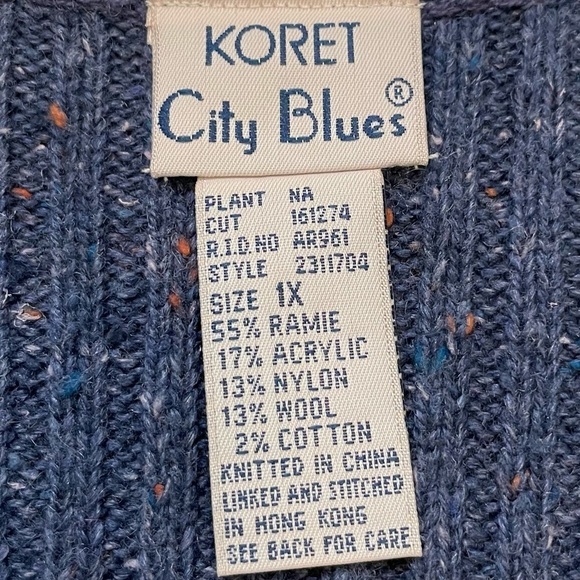 KORET
City Blues®
PLANT NA
CUT 161274
R.I.D.NO AR961
STYLE 2311704
SIZE 1X
55% RAMIE
17% ACRYLIC
13% NYLON
13% WOOL
2% COTTON
KNITTED IN CHINA
LINKED AND STITCHED
IN HONG KONG
SEE BACK FOR CARE